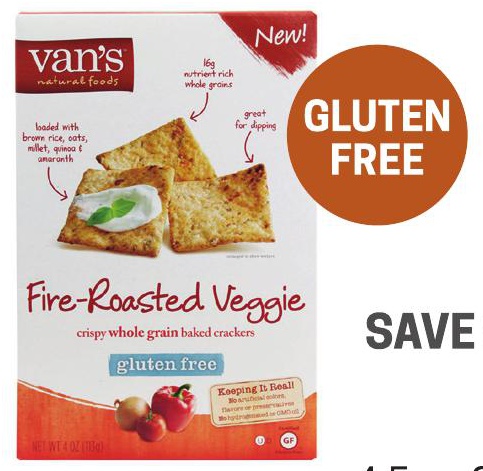 New!
van's
natural foods
16g
nutrient rich
whole grains
great
for dipping
loaded with
brown rice, oats,
millet, quinoa &
amaranth
GLUTEN
FREE
Fire-Roasted Veggie
crispy whole grain baked crackers
gluten free
SAVE
Keeping It Real!
No artificial colors,
flavors or preservatives
No hydrogenated or GMO oil
GF
NET WT 4 OZ (113g)